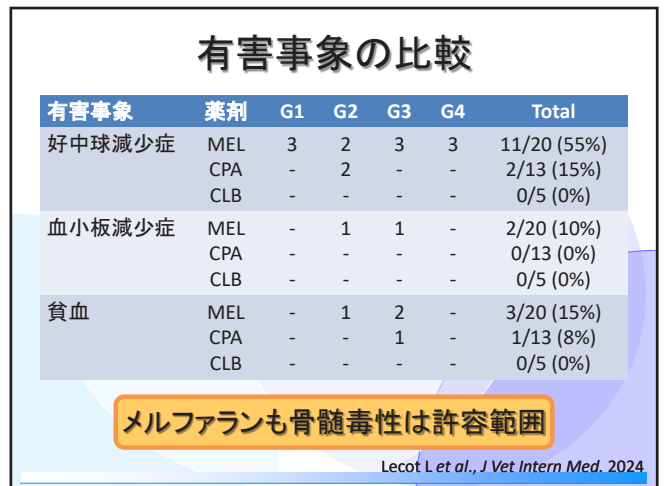 有害事象の比較
有害事象 薬剤 G1 G2 G3 G4 Total
好中球減少症 MEL 3 2 3 3 11/20 (55%)
CPA - 2 - - 2/13 (15%)
CLB - - - - 0/5 (0%)
血小板減少症 MEL - 1 1 - 2/20 (10%)
CPA - - - - 0/13 (0%)
CLB - - - - 0/5 (0%)
貧血 MEL - 1 2 - 3/20 (15%)
CPA - - 1 - 1/13 (8%)
CLB - - - - 0/5 (0%)
メルファランも骨髄毒性は許容範囲
Lecot L et al., J Vet Intern Med. 2024